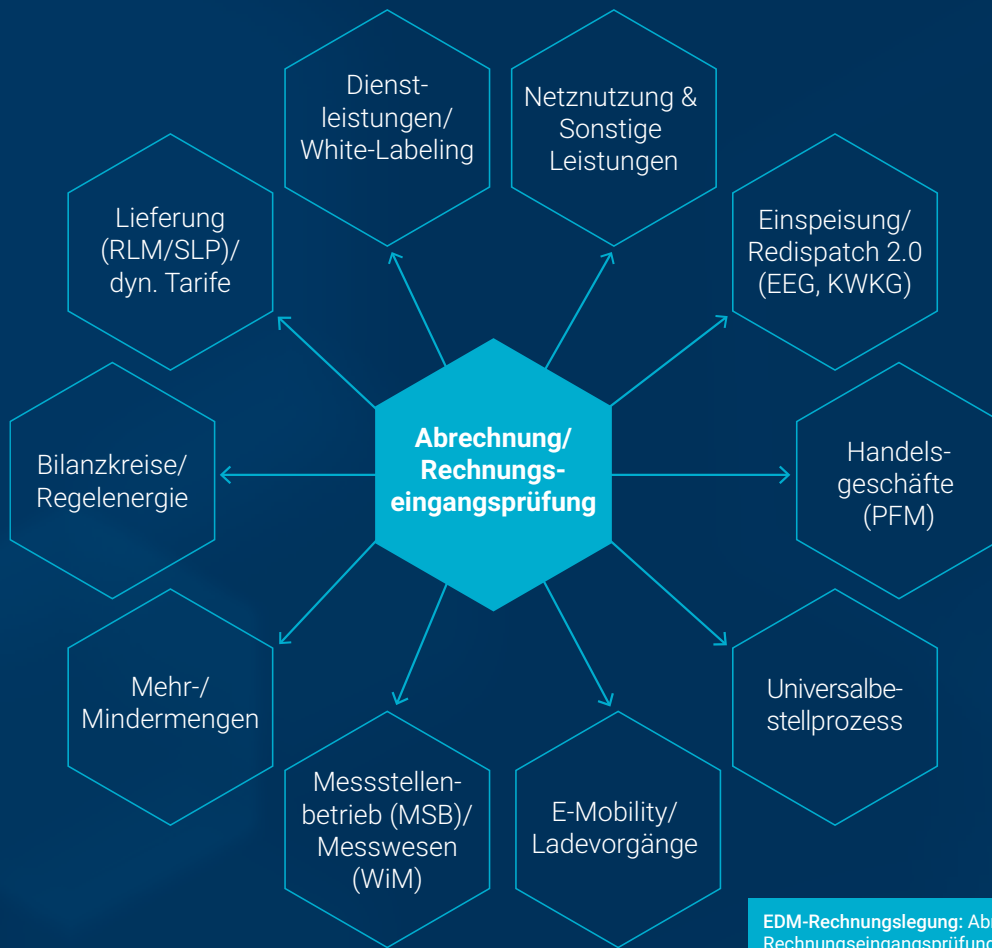 Dienst-
leistungen/
White-Labeling
Netznutzung &
Sonstige
Leistungen
Lieferung
(RLM/SLP)/
dyn. Tarife
Einspeisung/
Redispatch 2.0
(EEG, KWKG)
Abrechnung/
Rechnungs-
eingangsprüfung
Bilanzkreise/
Regelenergie
Handels-
geschäfte
(PFM)
Mehr-/
Mindermengen
Universalbe-
stellprozess
Messstellen-
betrieb (MSB)/
Messwesen
(WiM)
E-Mobility/
Ladevorgänge
EDM-Rechnungslegung:
Rechnungseingangsprüfung